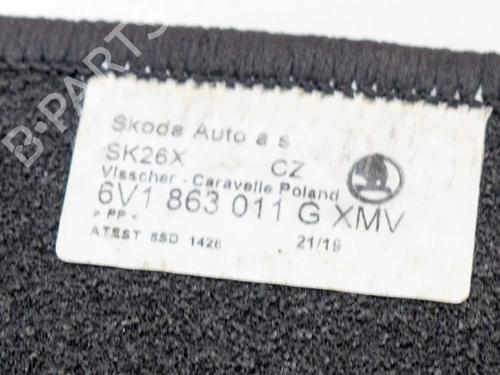 B-PARTS
Skoda Auto a s
SK26X CZ
Visscher - Caravelle Poland
6V1 863 011 G XMV
> PP <
ATEST 8SD 1426 21/19